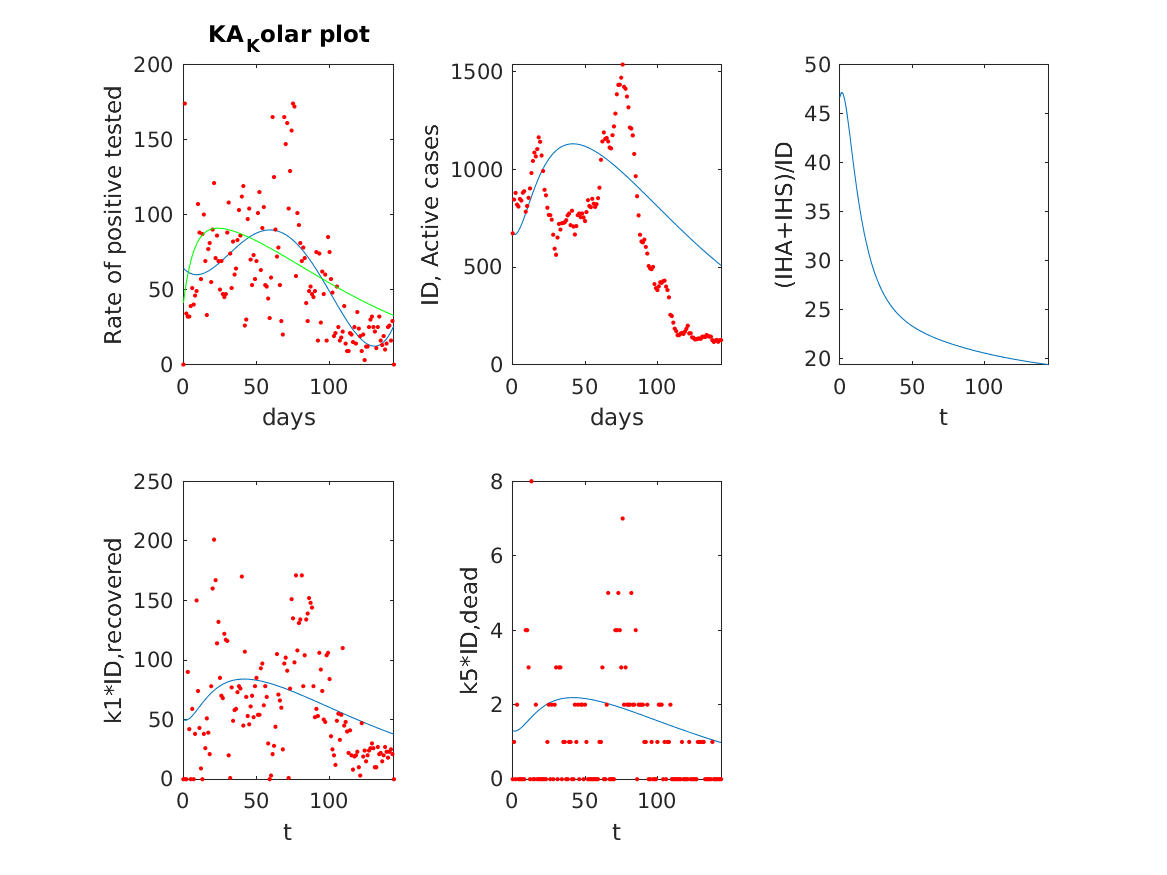 KA_Kolar plot
Rate of positive tested
200
150
100
50
0
0 50 100
days
ID, Active cases
1500
1000
500
0
0 50 100
days
(IHA+IHS)/ID
50
45
40
35
30
25
20
0 50 100
t
k1*ID,recovered
250
200
150
100
50
0
0 50 100
t
k5*ID,dead
8
6
4
2
0
0 50 100
t